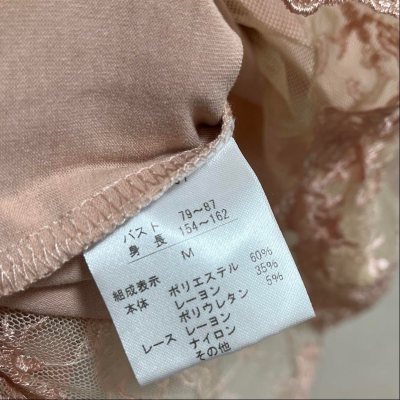 バスト 79～87
身長 154～162
M
組成表示
本体 ポリエステル 60%
レーヨン 35%
ポリウレタン 5%
レース レーヨン
ナイロン
その他